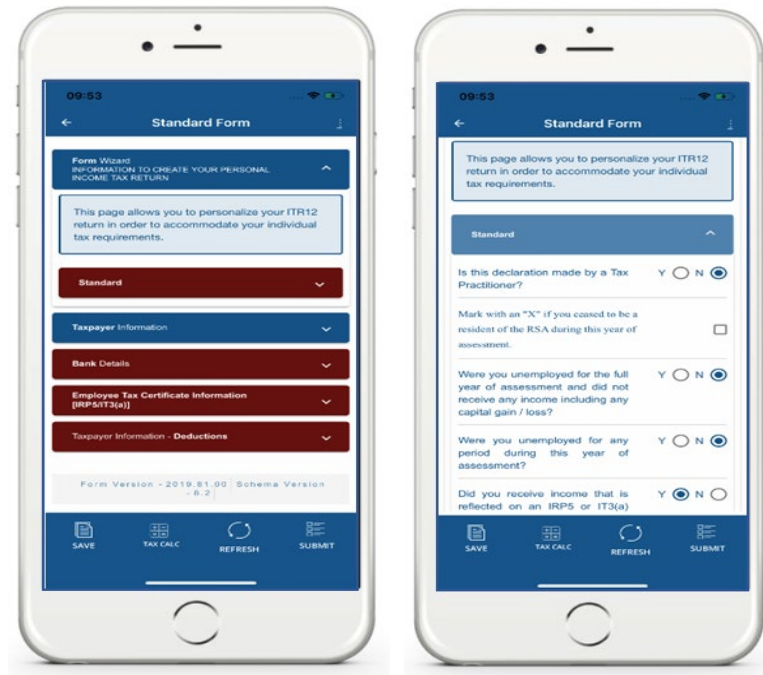 09:53
Standard Form
Form Wizard
INFORMATION TO CREATE YOUR PERSONAL
INCOME TAX RETURN
This page allows you to personalize your ITR12
return in order to accommodate your individual
tax requirements.
Standard
Taxpayer Information
Bank Details
Employee Tax Certificate Information
[IRP5/IT3(a)]
Taxpayor Information - Deductions
Form Version - 2019.81.00 Schema Version
- 6.2
SAVE TAX CALC REFRESH SUBMIT
09:53
Standard Form
This page allows you to personalize your ITR12
return in order to accommodate your individual
tax requirements.
Standard
Is this declaration made by a Tax Y N
Practitioner?
Mark with an "X" if you ceased to be a
resident of the RSA during this year of
assessment.
Were you unemployed for the full Y N
year of assessment and did not
receive any income including any
capital gain / loss?
Were you unemployed for any Y N
period during this year of
assessment?
Did you receive income that is Y N
reflected on an IRP5 or IT3(a)
SAVE TAX CALC REFRESH SUBMIT